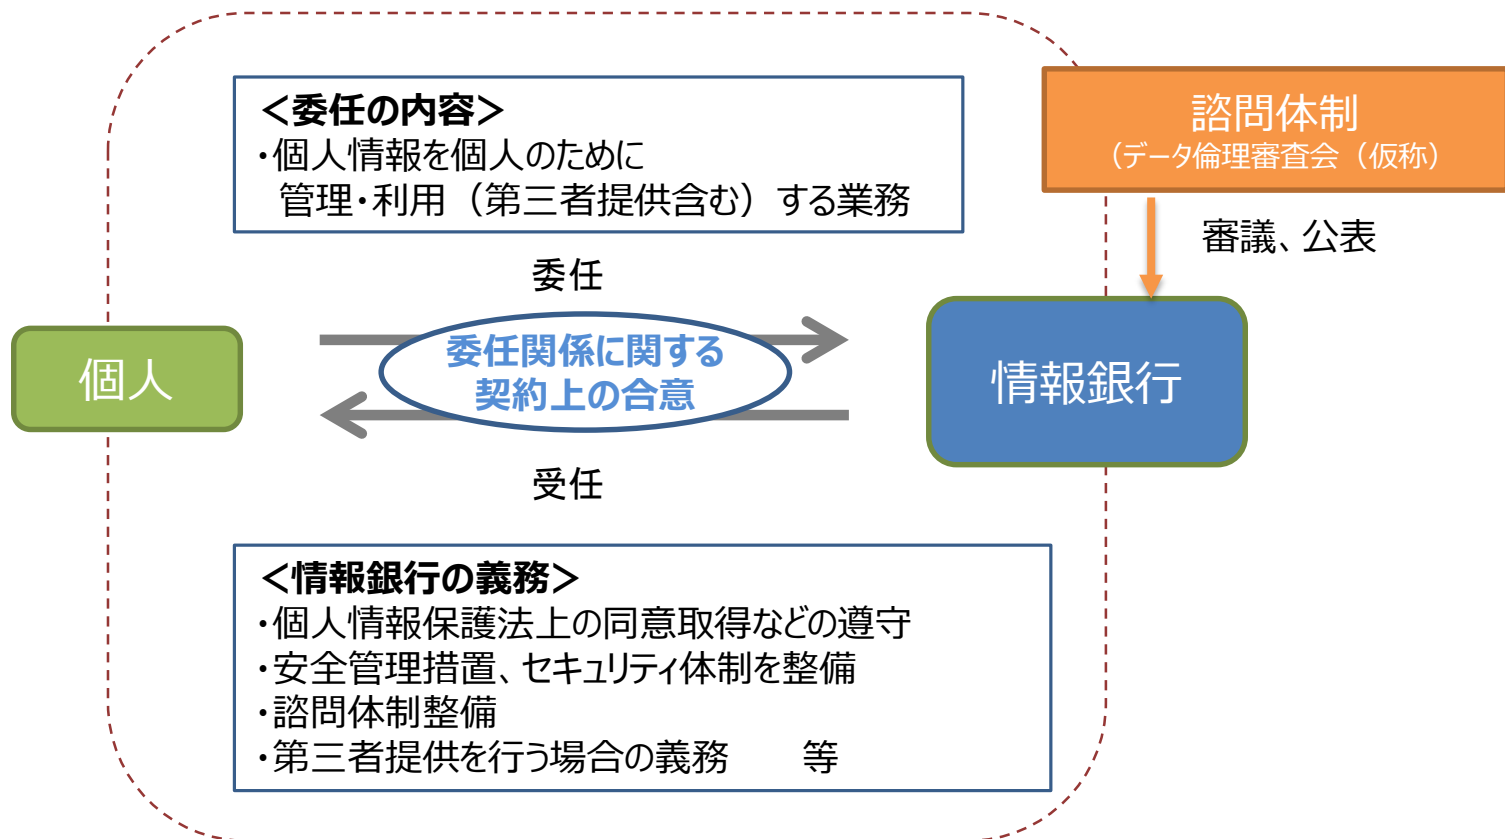 ＜委任の内容＞
・個人情報を個人のために
管理・利用（第三者提供含む）する業務
諮問体制
（データ倫理審査会（仮称）
審議、公表
委任
個人
委任関係に関する
契約上の合意
情報銀行
受任
＜情報銀行の義務＞
・個人情報保護法上の同意取得などの遵守
・安全管理措置、セキュリティ体制を整備
・諮問体制整備
・第三者提供を行う場合の義務　　等